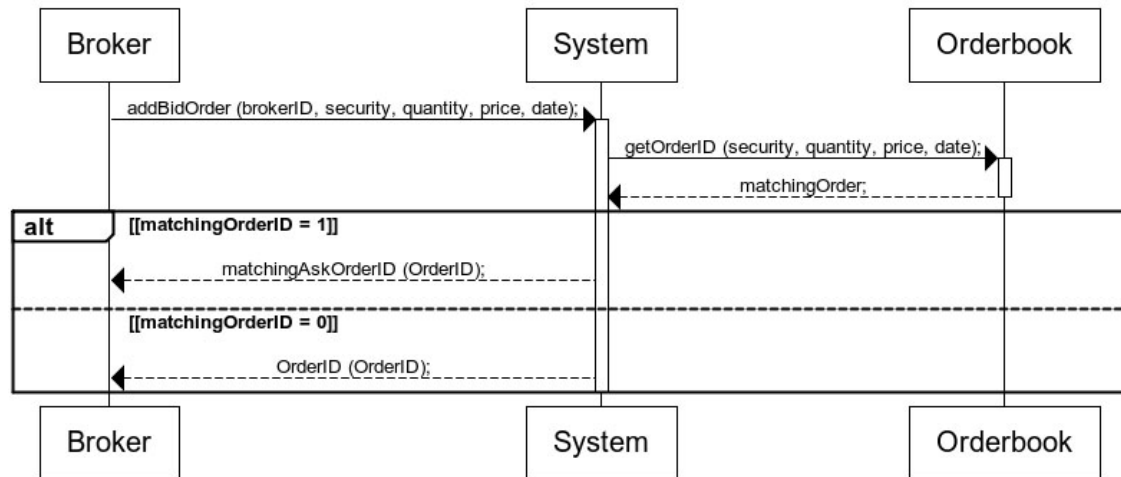 Broker
System
Orderbook
addBidOrder (brokerID, security, quantity, price, date);
getOrderID (security, quantity, price, date);
matchingOrder;
alt
[[matchingOrderID = 1]]
matchingAskOrderID (OrderID);
[[matchingOrderID = 0]]
OrderID (OrderID);
Broker
System
Orderbook